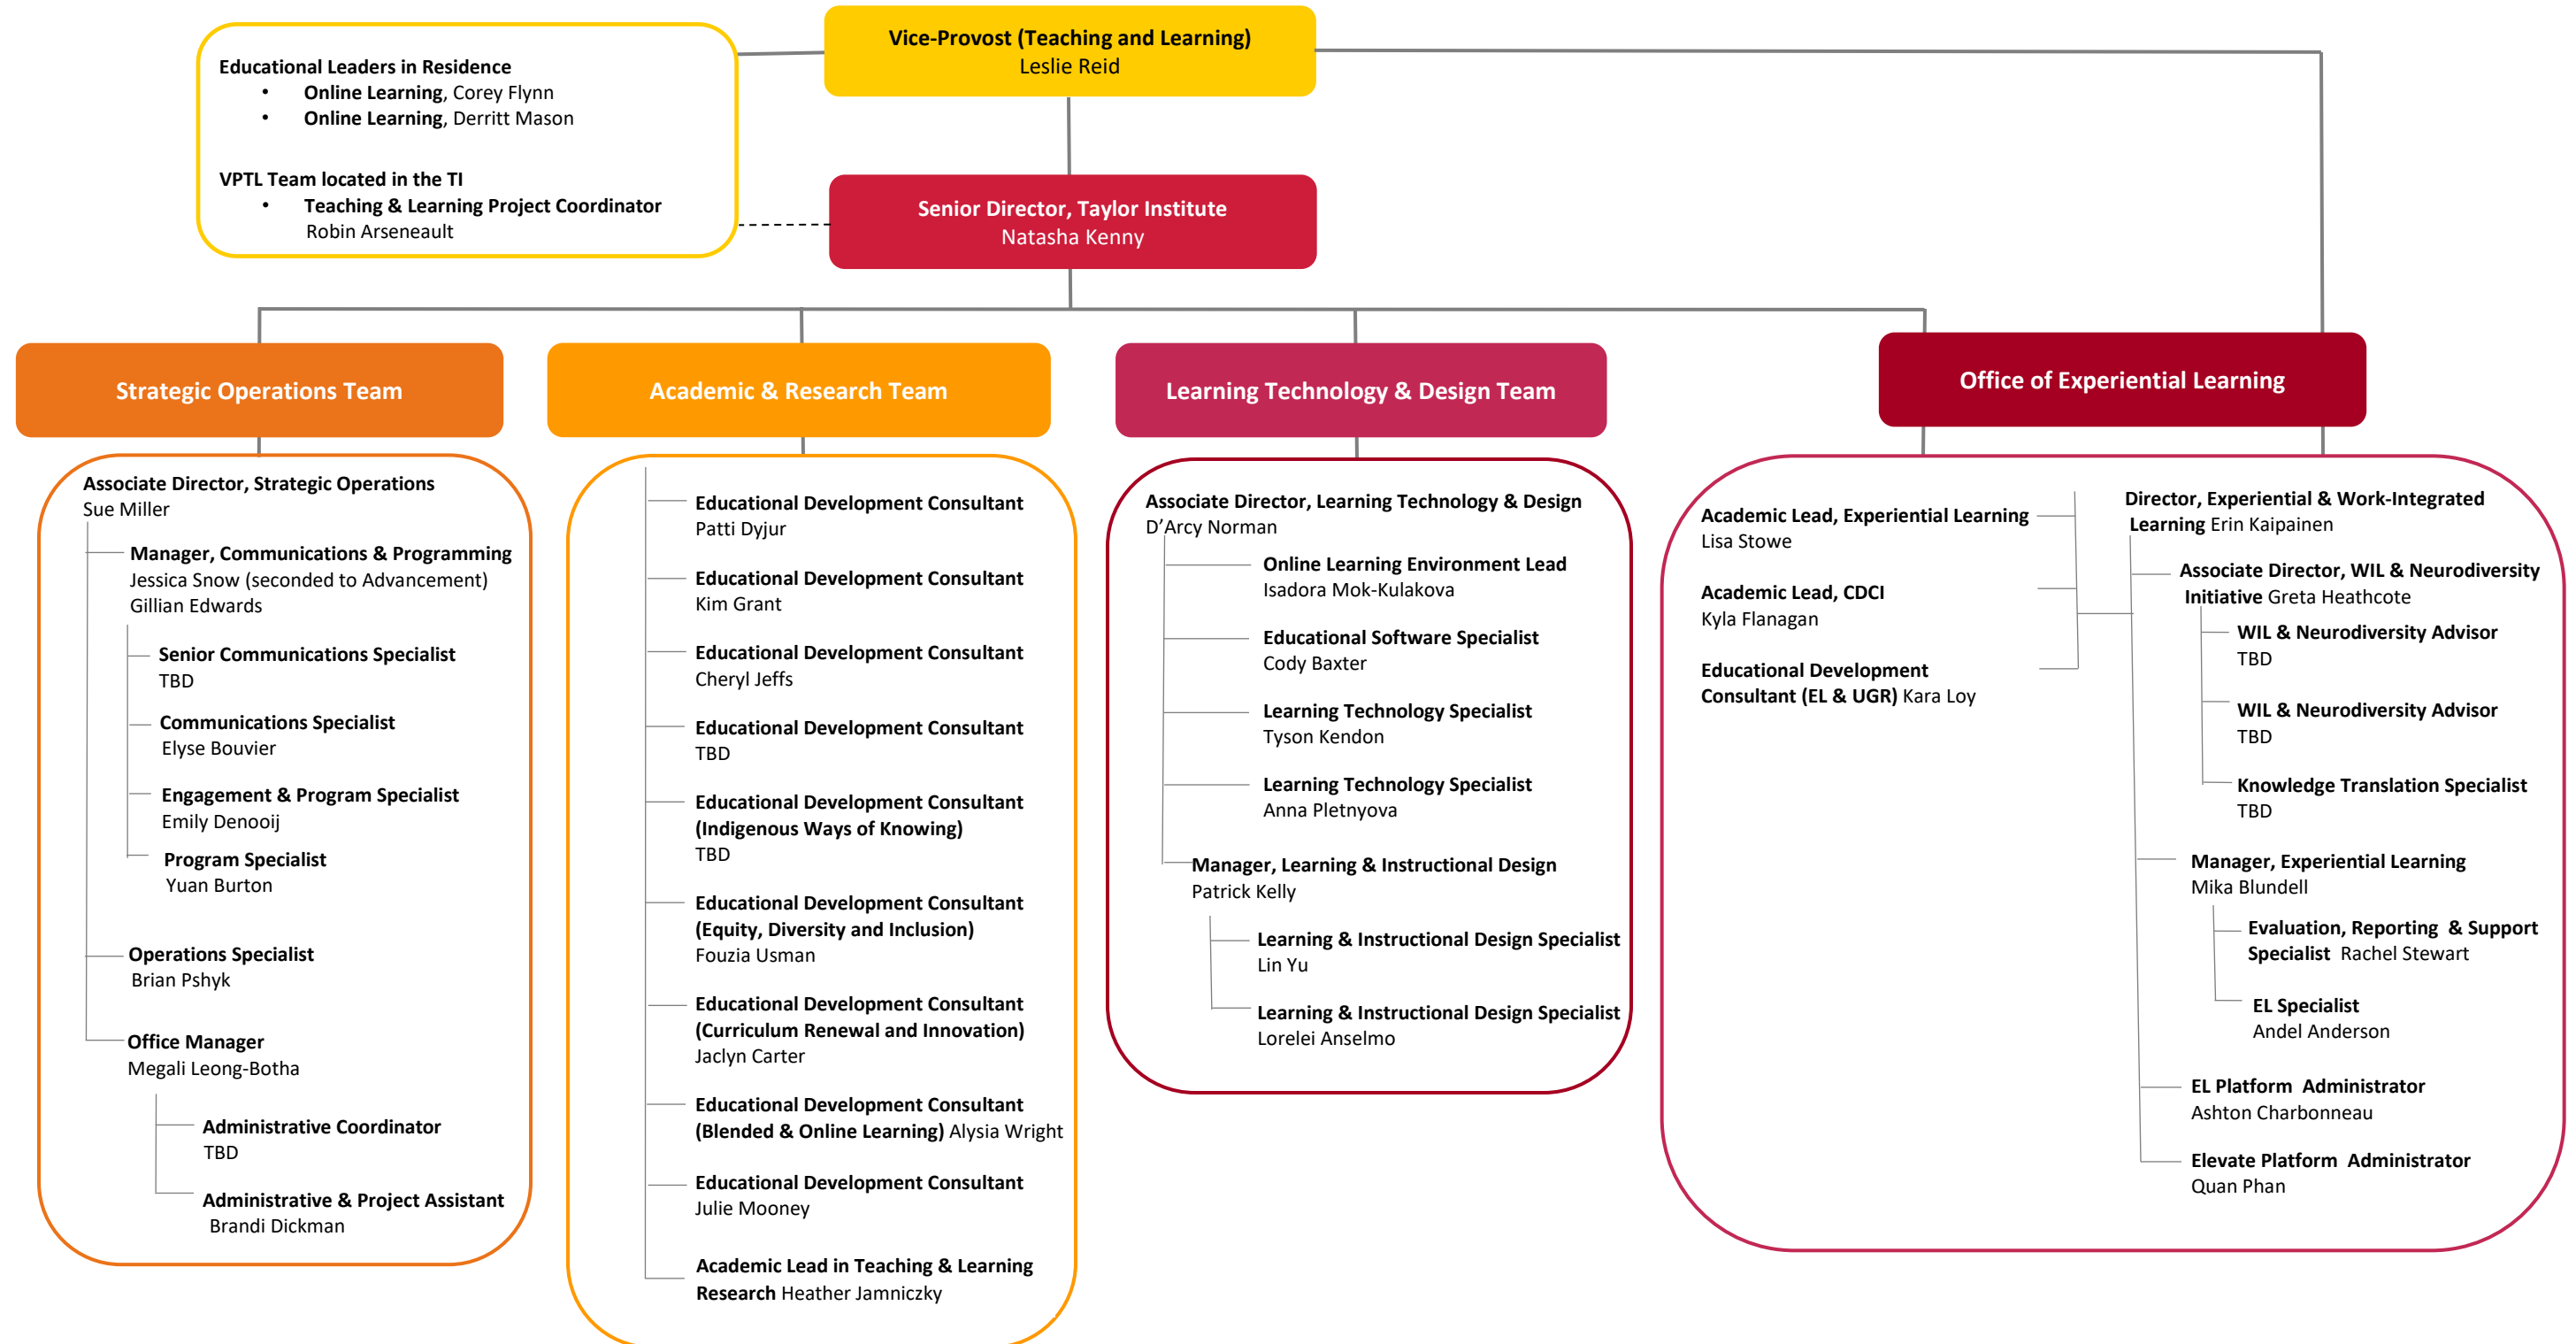 Vice-Provost (Teaching and Learning)
Leslie Reid
Educational Leaders in Residence
• Online Learning, Corey Flynn
• Online Learning, Derritt Mason
VPTL Team located in the TI
• Teaching & Learning Project Coordinator
Robin Arseneault
Senior Director, Taylor Institute
Natasha Kenny
Strategic Operations Team
Associate Director, Strategic Operations
Sue Miller
Manager, Communications & Programming
Jessica Snow (seconded to Advancement)
Gillian Edwards
Senior Communications Specialist
TBD
Communications Specialist
Elyse Bouvier
Engagement & Program Specialist
Emily Denooij
Program Specialist
Yuan Burton
Operations Specialist
Brian Pshyk
Office Manager
Megali Leong-Botha
Administrative Coordinator
TBD
Administrative & Project Assistant
Brandi Dickman
Academic & Research Team
Educational Development Consultant
Patti Dyjur
Educational Development Consultant
Kim Grant
Educational Development Consultant
Cheryl Jeffs
Educational Development Consultant
TBD
Educational Development Consultant
(Indigenous Ways of Knowing)
TBD
Educational Development Consultant
(Equity, Diversity and Inclusion)
Fouzia Usman
Educational Development Consultant
(Curriculum Renewal and Innovation)
Jaclyn Carter
Educational Development Consultant
(Blended & Online Learning) Alysia Wright
Educational Development Consultant
Julie Mooney
Academic Lead in Teaching & Learning
Research Heather Jamniczky
Learning Technology & Design Team
Associate Director, Learning Technology & Design
D’Arcy Norman
Online Learning Environment Lead
Isadora Mok-Kulakova
Educational Software Specialist
Cody Baxter
Learning Technology Specialist
Tyson Kendon
Learning Technology Specialist
Anna Pletnyova
Manager, Learning & Instructional Design
Patrick Kelly
Learning & Instructional Design Specialist
Lin Yu
Learning & Instructional Design Specialist
Lorelei Anselmo
Office of Experiential Learning
Academic Lead, Experiential Learning
Lisa Stowe
Academic Lead, CDCI
Kyla Flanagan
Educational Development
Consultant (EL & UGR) Kara Loy
Director, Experiential & Work-Integrated
Learning Erin Kaipainen
Associate Director, WIL & Neurodiversity
Initiative Greta Heathcote
WIL & Neurodiversity Advisor
TBD
WIL & Neurodiversity Advisor
TBD
Knowledge Translation Specialist
TBD
Manager, Experiential Learning
Mika Blundell
Evaluation, Reporting & Support
Specialist Rachel Stewart
EL Specialist
Andel Anderson
EL Platform Administrator
Ashton Charbonneau
Elevate Platform Administrator
Quan Phan